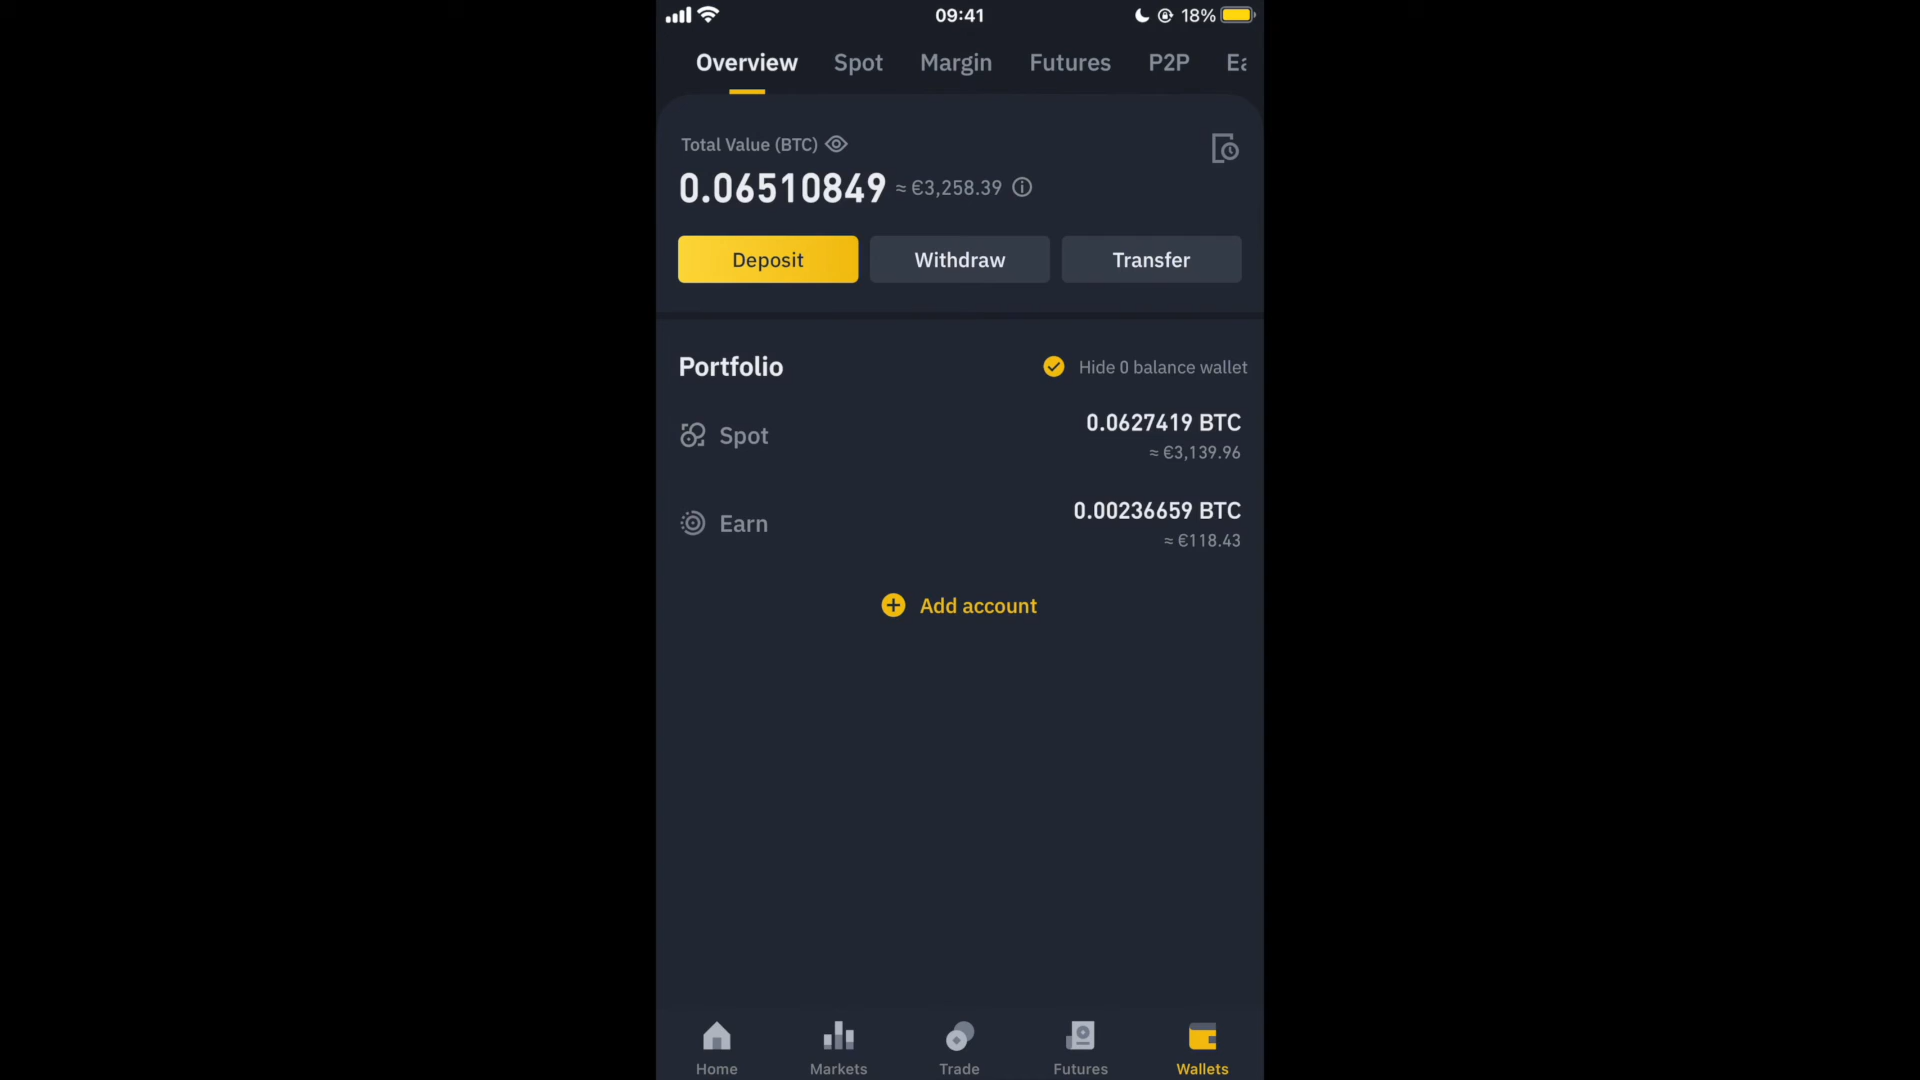 09:41 18%
Overview Spot Margin Futures P2P
Total Value (BTC)
0.06510849 ≈ €3,258.39
Deposit Withdraw Transfer
Portfolio Hide 0 balance wallet
Spot 0.0627419 BTC
≈ €3,139.96
Earn 0.00236659 BTC
≈ €118.43
Add account
Home Markets Trade Futures Wallets